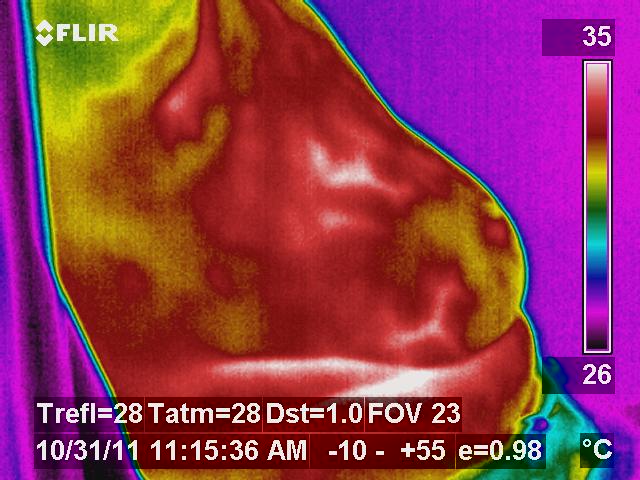 FLIR
35
26
Trefl=28 Tatm=28 Dst=1.0 FOV 23
10/31/11 11:15:36 AM -10 - +55 e=0.98 °C